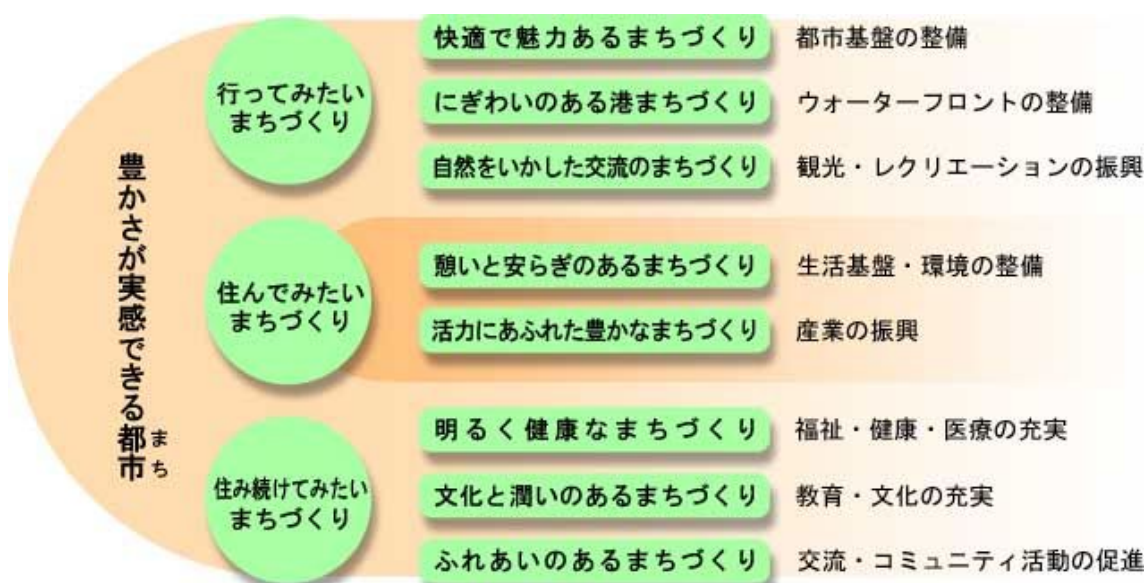 豊かさが実感できる都市
まち
行ってみたい
まちづくり
快適で魅力あるまちづくり 都市基盤の整備
にぎわいのある港まちづくり ウォーターフロントの整備
自然をいかした交流のまちづくり 観光・レクリエーションの振興
住んでみたい
まちづくり
憩いと安らぎのあるまちづくり 生活基盤・環境の整備
活力にあふれた豊かなまちづくり 産業の振興
住み続けてみたい
まちづくり
明るく健康なまちづくり 福祉・健康・医療の充実
文化と潤いのあるまちづくり 教育・文化の充実
ふれあいのあるまちづくり 交流・コミュニティ活動の促進